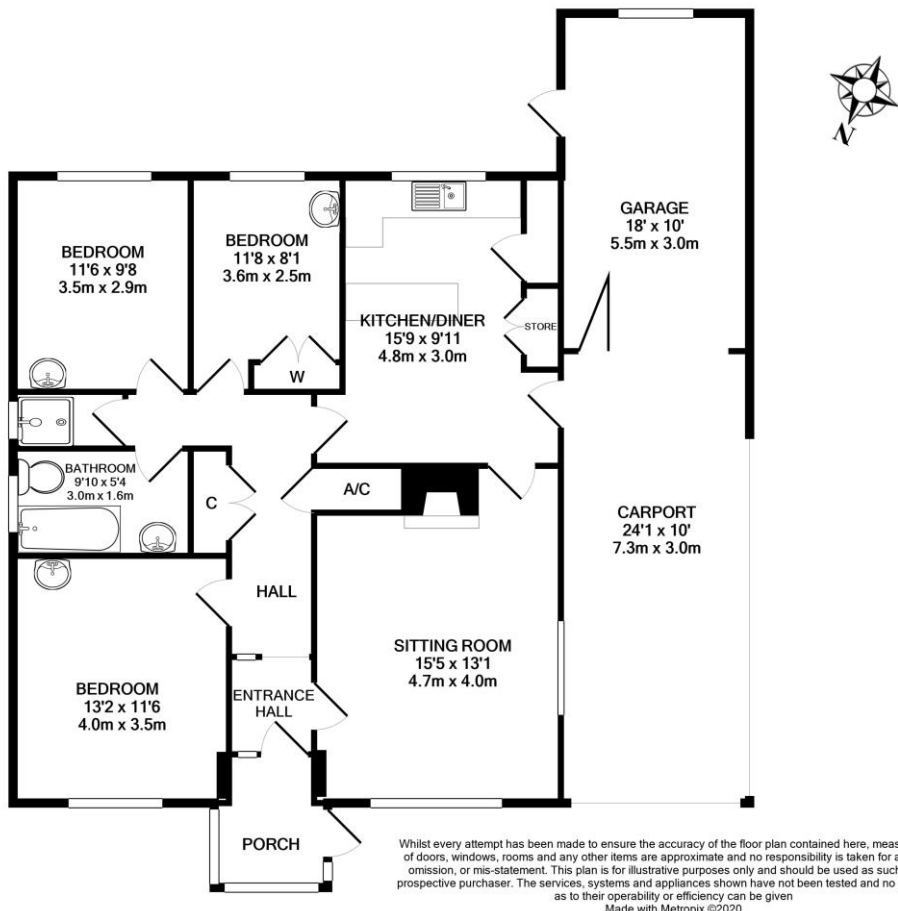 N
GARAGE
18' x 10'
5.5m x 3.0m
BEDROOM
11'6 x 9'8
3.5m x 2.9m
BEDROOM
11'8 x 8'1
3.6m x 2.5m
W
KITCHEN/DINER
15'9 x 9'11
4.8m x 3.0m
STORE
BATHROOM
9'10 x 5'4
3.0m x 1.6m
C
A/C
CARPORT
24'1 x 10'
7.3m x 3.0m
HALL
SITTING ROOM
15'5 x 13'1
4.7m x 4.0m
BEDROOM
13'2 x 11'6
4.0m x 3.5m
ENTRANCE
HALL
PORCH
Whilst every attempt has been made to ensure the accuracy of the floor plan contained here, meas
of doors, windows, rooms and any other items are approximate and no responsibility is taken for a
omission, or mis-statement. This plan is for illustrative purposes only and should be used as such
prospective purchaser. The services, systems and appliances shown have not been tested and no
as to their operability or efficiency can be given
Made with Metropix ©2020